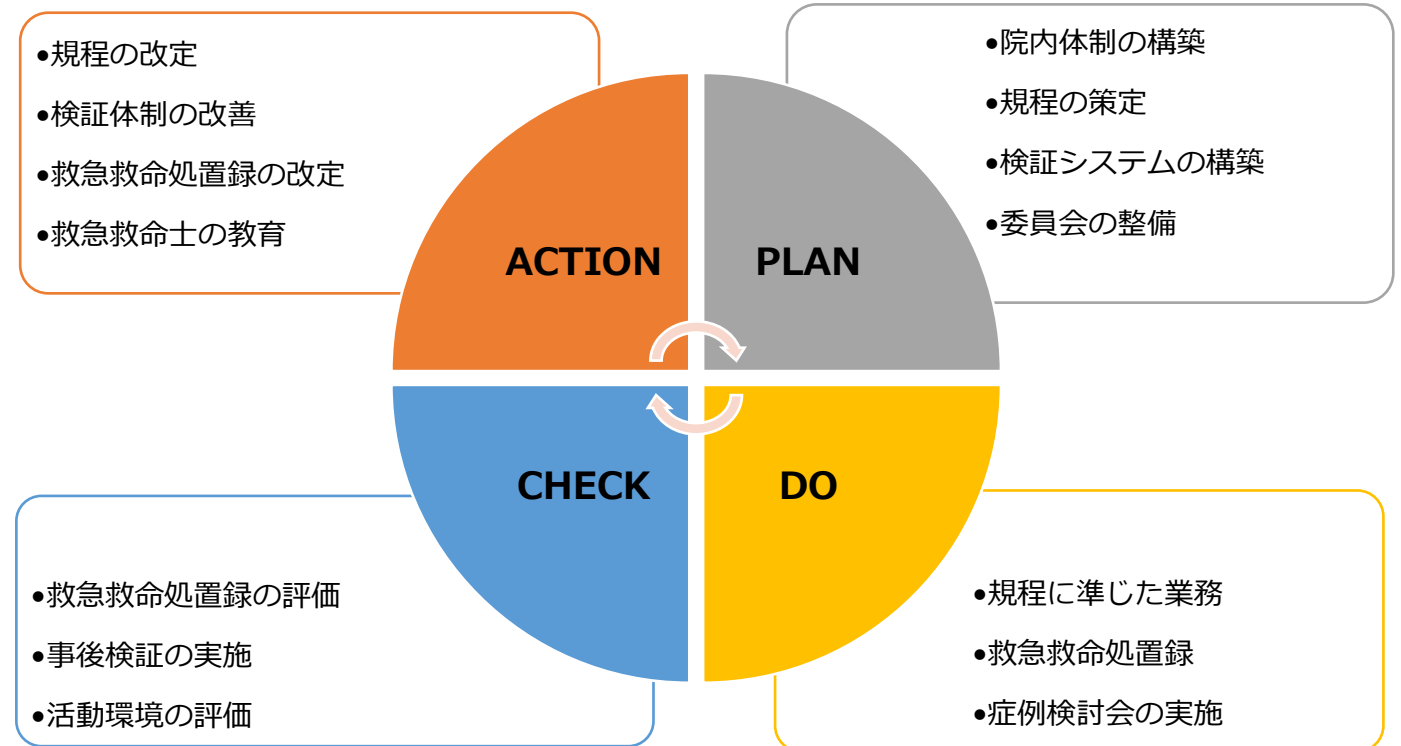 •規程の改定
•検証体制の改善
•救急救命処置録の改定
•救急救命士の教育
•院内体制の構築
•規程の策定
•検証システムの構築
•委員会の整備
ACTION
PLAN
CHECK
DO
•救急救命処置録の評価
•事後検証の実施
•活動環境の評価
•規程に準じた業務
•救急救命処置録
•症例検討会の実施